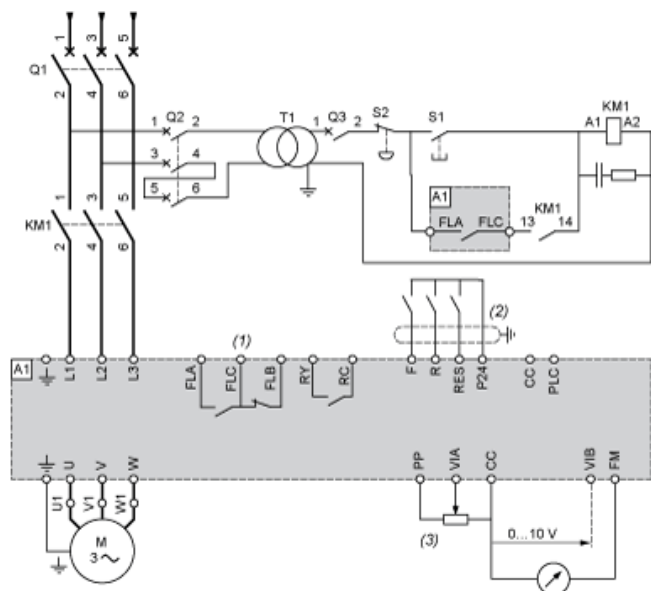 1 3 5
Q1
2 4 6
1 Q2 2
3 4
5 6
T1
1 Q3 2
S2
S1
KM1
A1 A2
A1
FLA FLC
13 KM1 14
1 3 5
KM1
2 4 6
(1)
(2)
A1
L1 L2 L3
FLA FLC FLB RY RC
F R RES P24 CC PLC
U V W
PP VIA CC VIB FM
U1 V1 W1
M
3
(3)
0...10 V